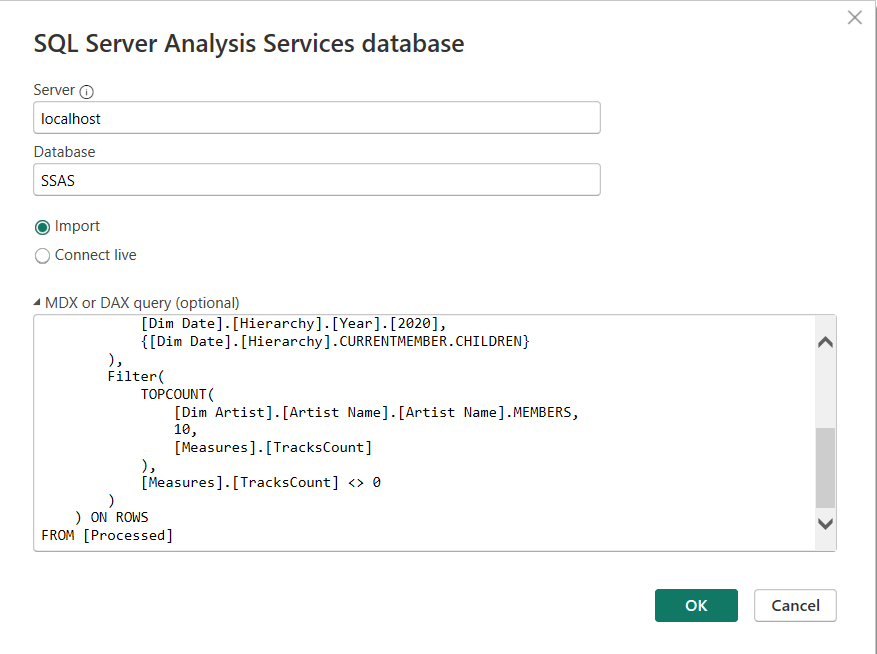 SQL Server Analysis Services database
Server
localhost
Database
SSAS
Import
Connect live
MDX or DAX query (optional)
[Dim Date].[Hierarchy].[Year].[2020],
{[Dim Date].[Hierarchy].CURRENTMEMBER.CHILDREN}
),
Filter(
TOPCOUNT(
[Dim Artist].[Artist Name].[Artist Name].MEMBERS,
10,
[Measures].[TracksCount]
),
[Measures].[TracksCount] <> 0
)
) ON ROWS
FROM [Processed]
OK Cancel